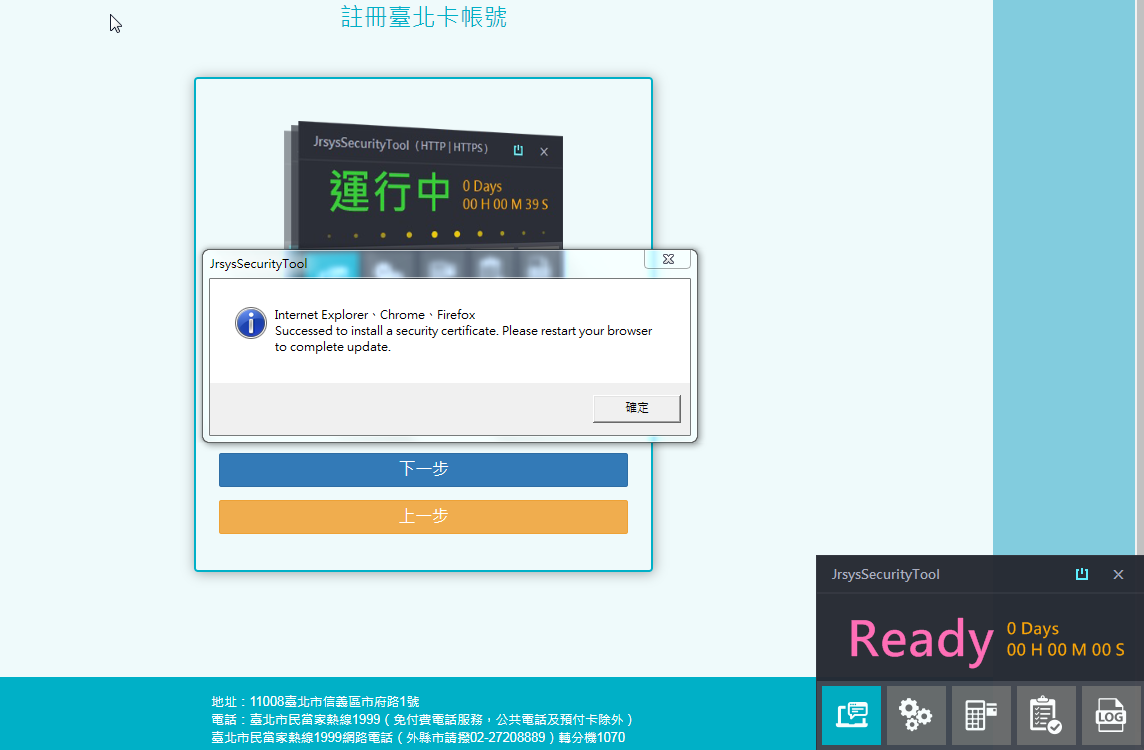 註冊臺北卡帳號
JrsysSecurityTool（HTTP | HTTPS）
運行中
0 Days
00 H 00 M 39 S
JrsysSecurityTool
Internet Explorer、Chrome、Firefox
Successed to install a security certificate. Please restart your browser
to complete update.
確定
下一步
上一步
JrsysSecurityTool
Ready
0 Days
00 H 00 M 00 S
LOG
地址：11008臺北市信義區市府路1號
電話：臺北市民當家熱線1999（免付費電話服務，公共電話及預付卡除外）
臺北市民當家熱線1999網路電話（外縣市請撥02-27208889）轉分機1070